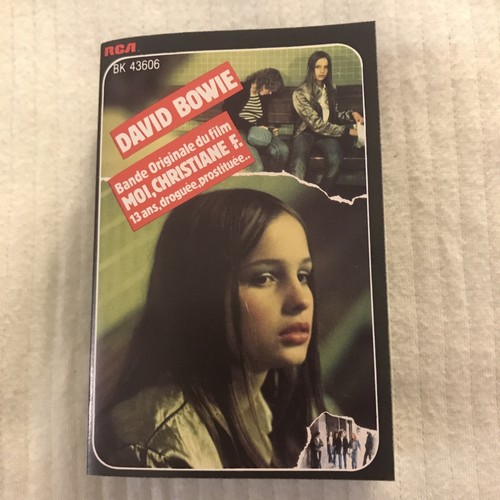 RCA
BK 43606
DAVID BOWIE
Bande Originale du film
MOI, CHRISTIANE F.
13 ans, droguée, prostituée..